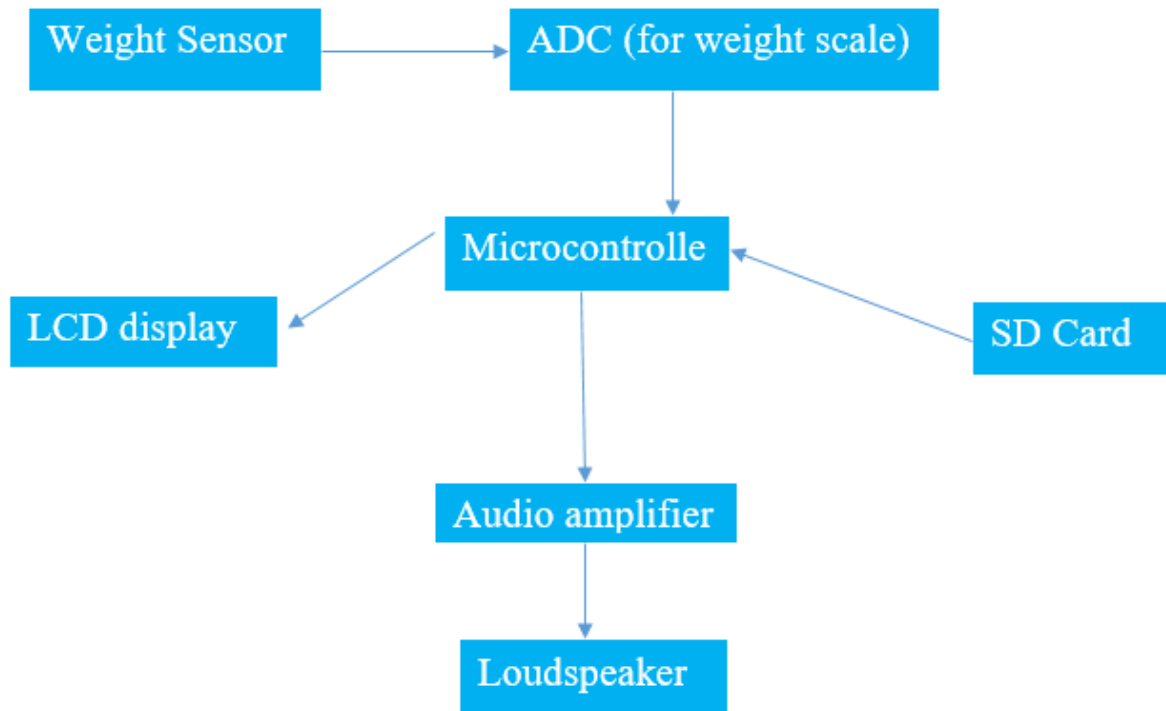 Weight Sensor
ADC (for weight scale)
Microcontrolle
LCD display
SD Card
Audio amplifier
Loudspeaker